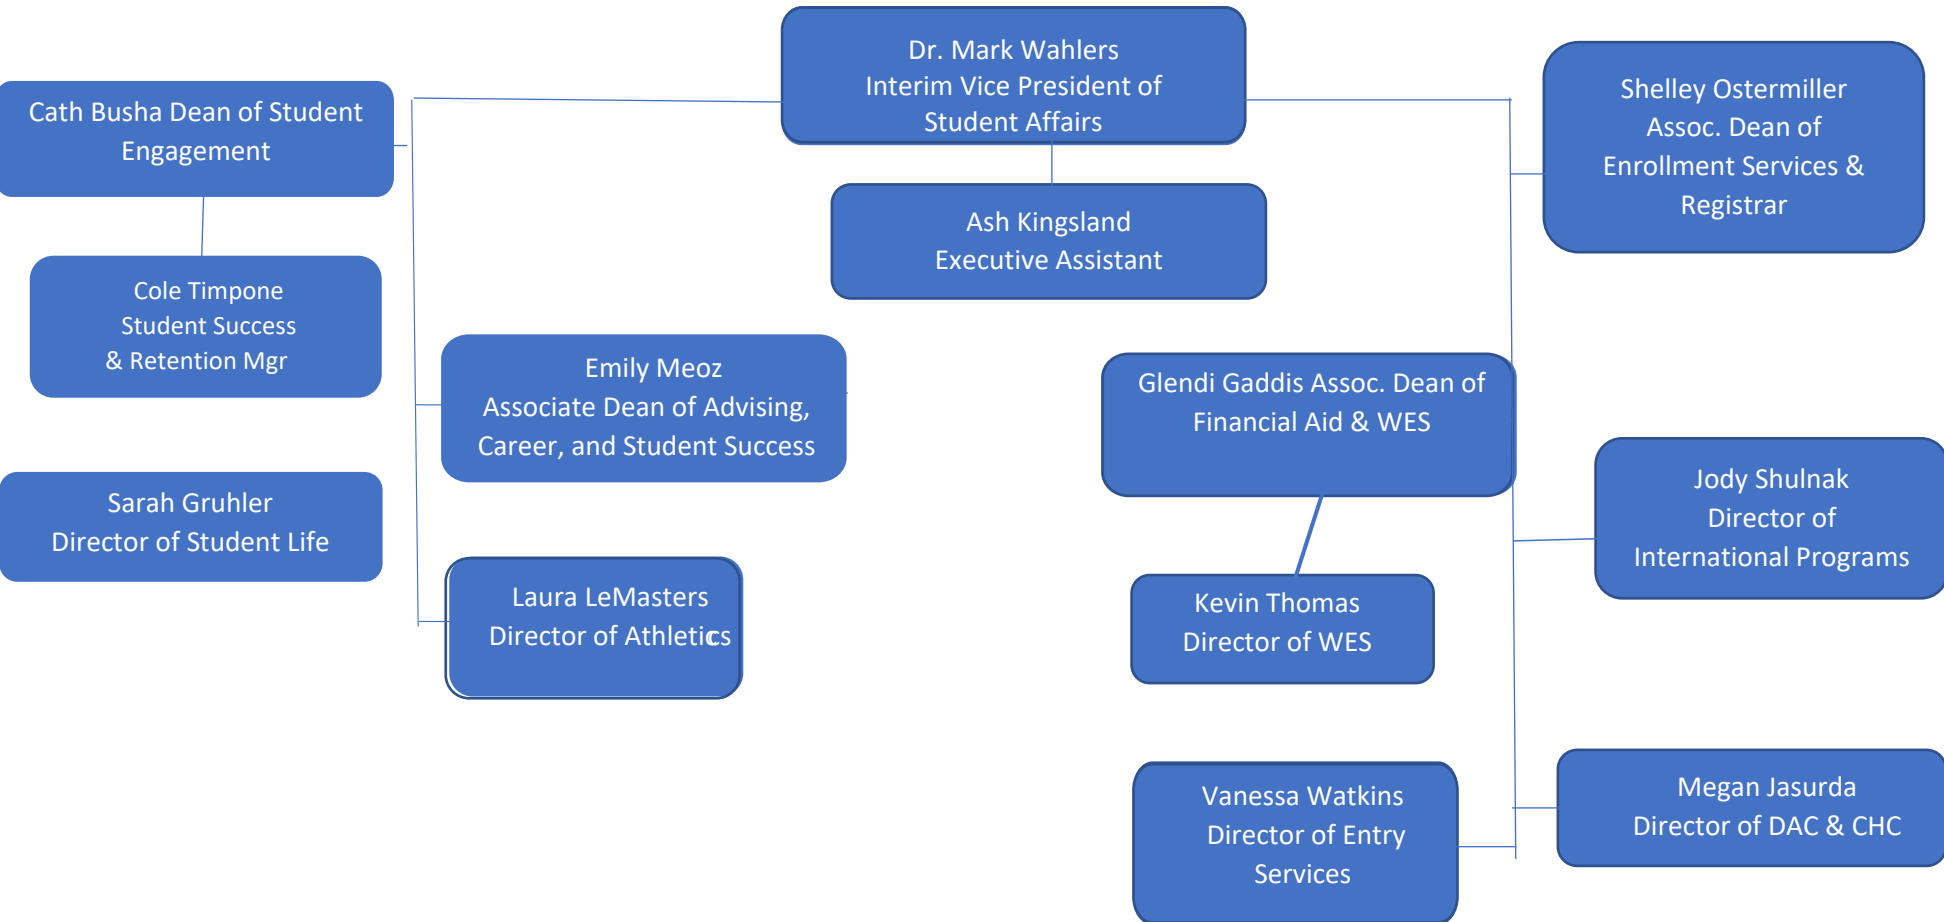 Dr. Mark Wahlers
Interim Vice President of
Student Affairs
Cath Busha Dean of Student
Engagement
Shelley Ostermiller
Assoc. Dean of
Enrollment Services &
Registrar
Ash Kingsland
Executive Assistant
Cole Timpone
Student Success
& Retention Mgr
Emily Meoz
Associate Dean of Advising,
Career, and Student Success
Glendi Gaddis Assoc. Dean of
Financial Aid & WES
Sarah Gruhler
Director of Student Life
Jody Shulnak
Director of
International Programs
Laura LeMasters
Director of Athletics
Kevin Thomas
Director of WES
Vanessa Watkins
Director of Entry
Services
Megan Jasurda
Director of DAC & CHC